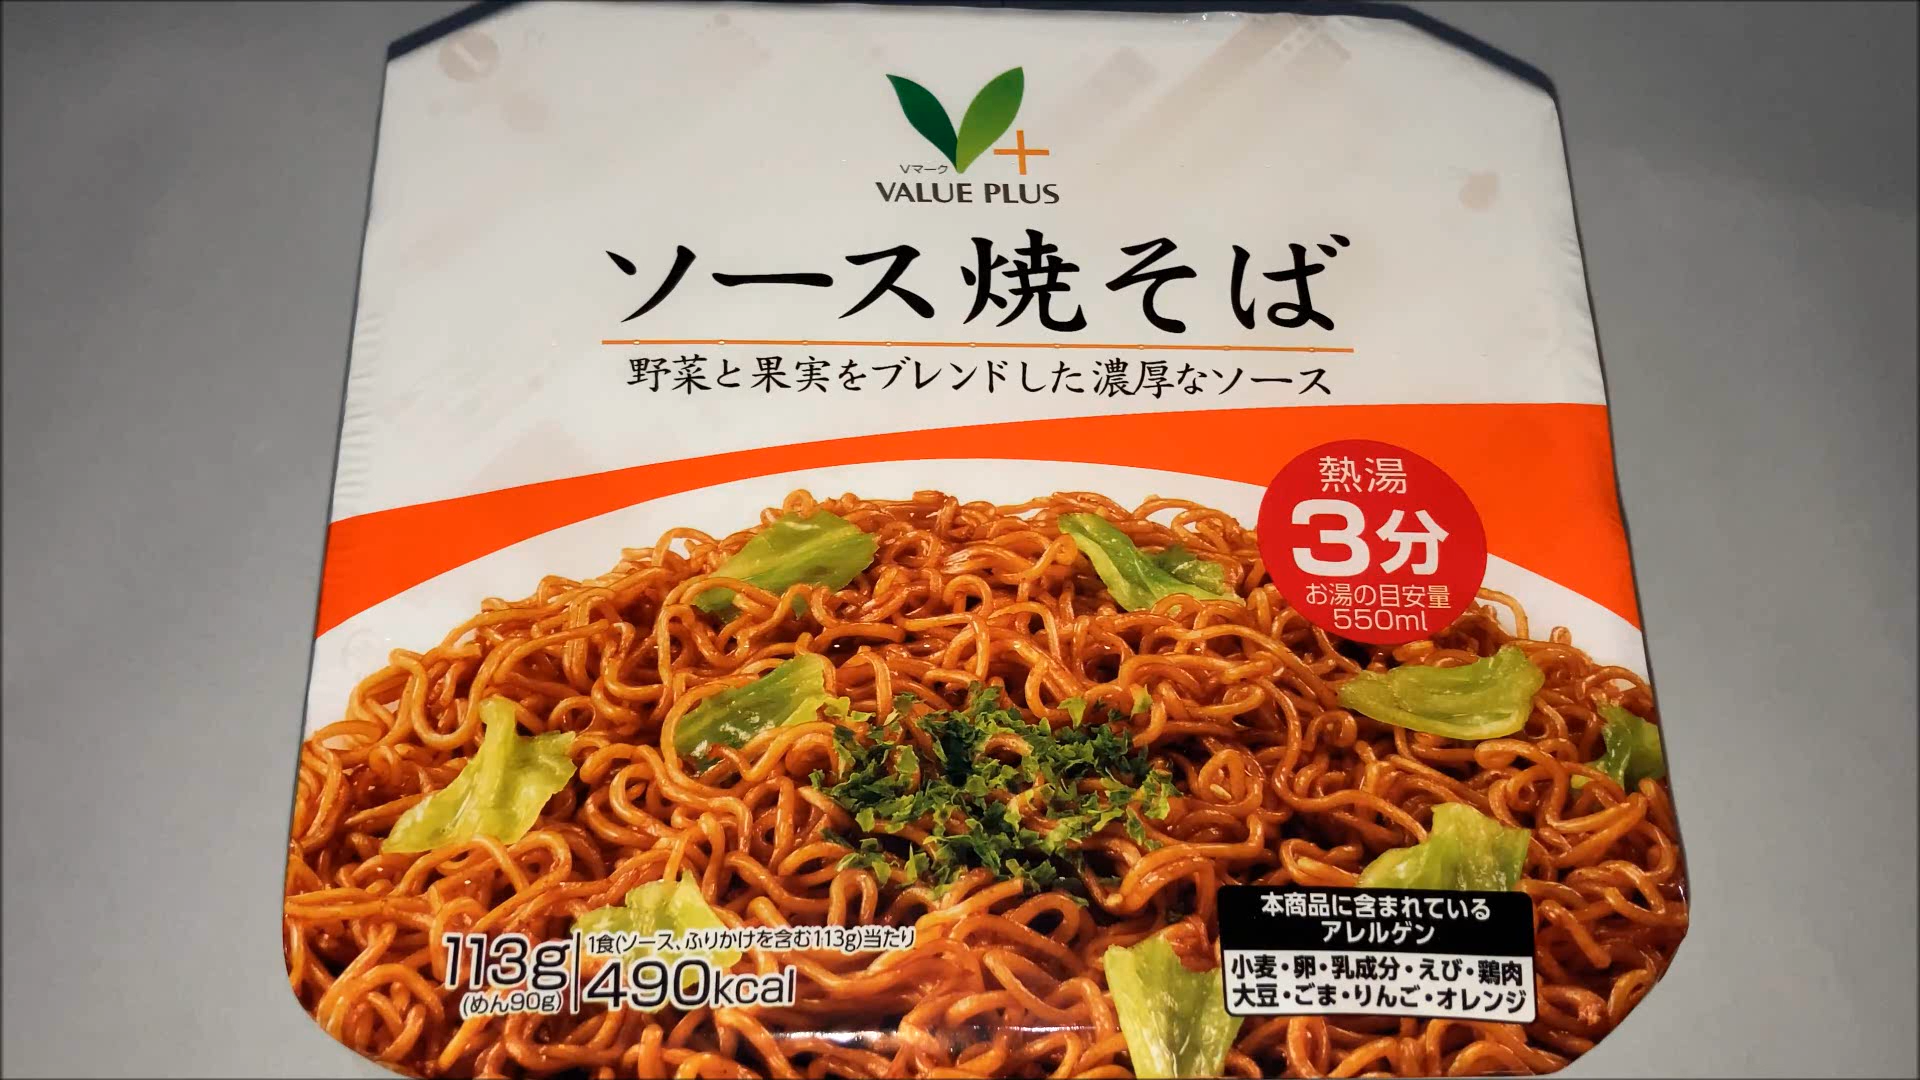 Vマーク
VALUE PLUS
ソース焼そば
野菜と果実をブレンドした濃厚なソース
熱湯
3分
お湯の目安量
550ml
113g
(めん90g)
1食(ソース、ふりかけを含む113g)当たり
490kcal
本商品に含まれている
アレルゲン
小麦・卵・乳成分・えび・鶏肉
大豆・ごま・りんご・オレンジ